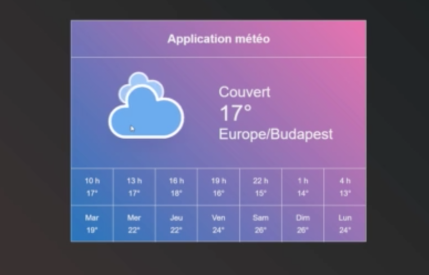 Application météo
Couvert
17°
Europe/Budapest
10 h 13 h 16 h 19 h 22 h 1 h 4 h
17° 17° 18° 16° 15° 14° 13°
Mar Mer Jeu Ven Sam Dim Lun
19° 22° 22° 24° 26° 26° 24°